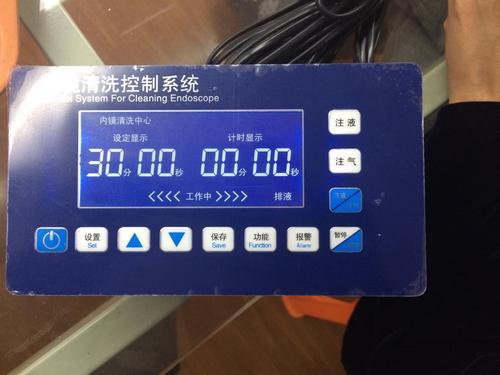 镜清洗控制系统
System For Cleaning Endoscope
内镜清洗中心
设定显示 计时显示
30分00秒 00分00秒
<<<< 工作中 >>>> 排液
注液
注气
设置 保存 功能 报警 暂停
Set Save Function Alarm